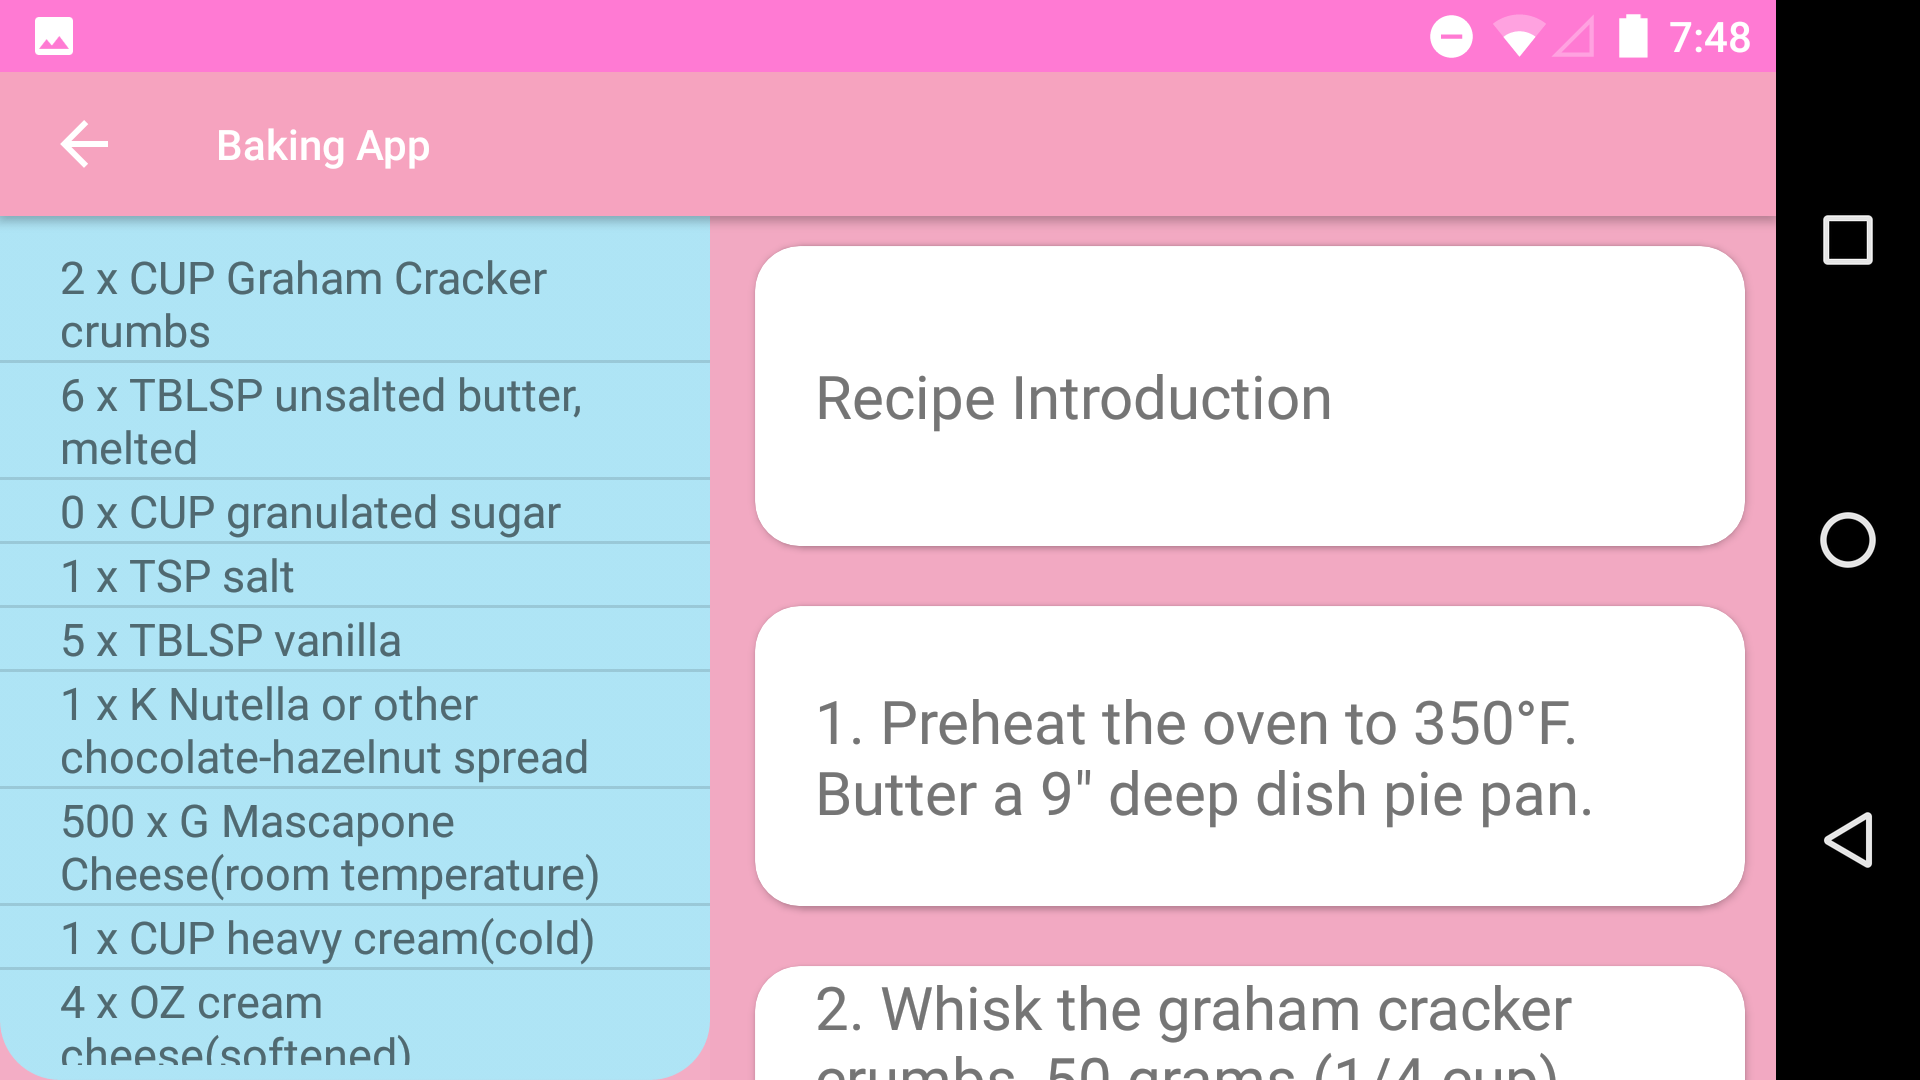 7:48
Baking App
2 x CUP Graham Cracker
crumbs
6 x TBLSP unsalted butter,
melted
0 x CUP granulated sugar
1 x TSP salt
5 x TBLSP vanilla
1 x K Nutella or other
chocolate-hazelnut spread
500 x G Mascapone
Cheese(room temperature)
1 x CUP heavy cream(cold)
4 x OZ cream
cheese(softened)
Recipe Introduction
1. Preheat the oven to 350°F.
Butter a 9" deep dish pie pan.
2. Whisk the graham cracker
crumbs, 50 grams (1/4 cup)